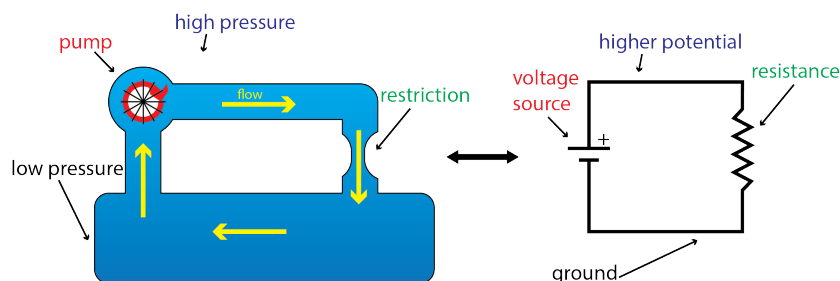 high pressure
pump
flow
restriction
low pressure
higher potential
voltage
source
resistance
+
ground